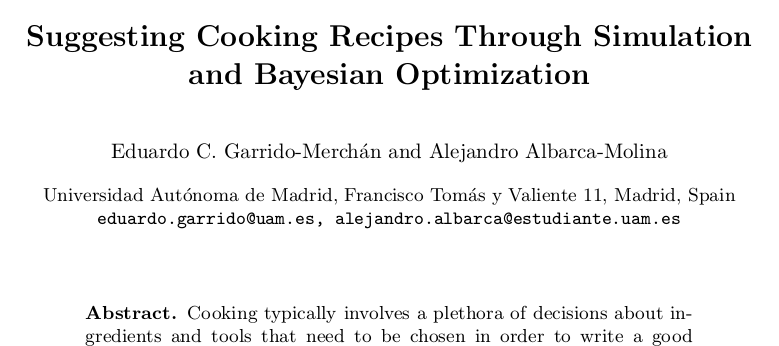 Suggesting Cooking Recipes Through Simulation
and Bayesian Optimization
Eduardo C. Garrido-Merchán and Alejandro Albarca-Molina
Universidad Autónoma de Madrid, Francisco Tomás y Valiente 11, Madrid, Spain
eduardo.garrido@uam.es, alejandro.albarca@estudiante.uam.es
Abstract. Cooking typically involves a plethora of decisions about in-
gredients and tools that need to be chosen in order to write a good